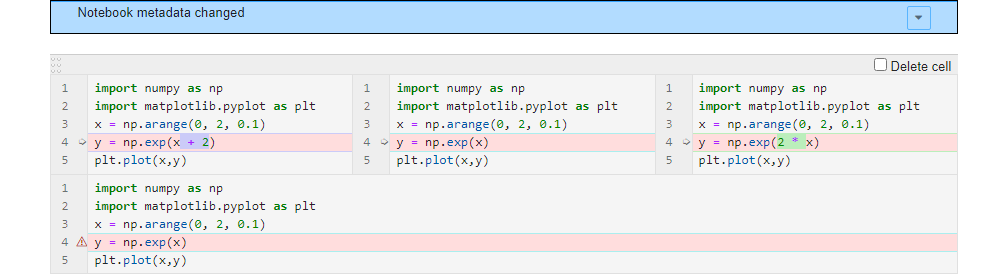 Notebook metadata changed
Delete cell
1 import numpy as np
2 import matplotlib.pyplot as plt
3 x = np.arange(0, 2, 0.1)
4 y = np.exp(x + 2)
5 plt.plot(x,y)
1 import numpy as np
2 import matplotlib.pyplot as plt
3 x = np.arange(0, 2, 0.1)
4 y = np.exp(x)
5 plt.plot(x,y)
1 import numpy as np
2 import matplotlib.pyplot as plt
3 x = np.arange(0, 2, 0.1)
4 y = np.exp(2 * x)
5 plt.plot(x,y)
1 import numpy as np
2 import matplotlib.pyplot as plt
3 x = np.arange(0, 2, 0.1)
4 y = np.exp(x)
5 plt.plot(x,y)